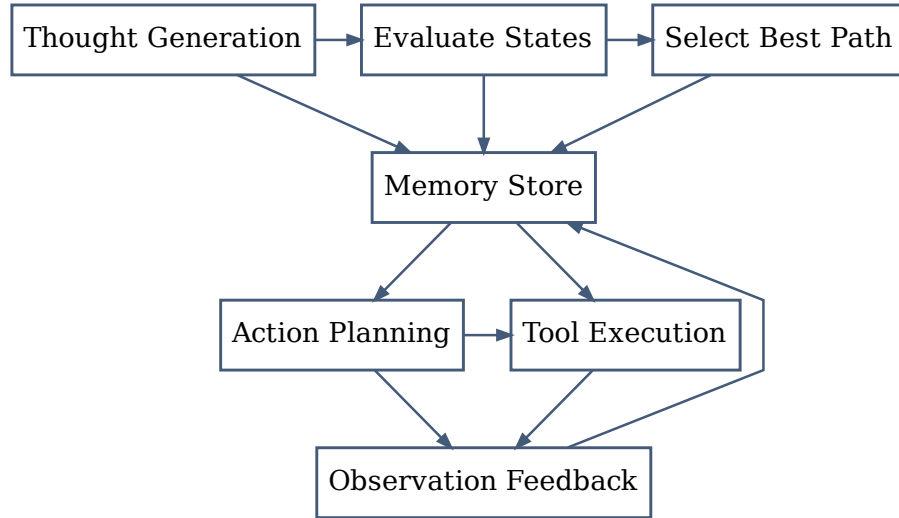 Thought Generation
Evaluate States
Select Best Path
Memory Store
Action Planning
Tool Execution
Observation Feedback